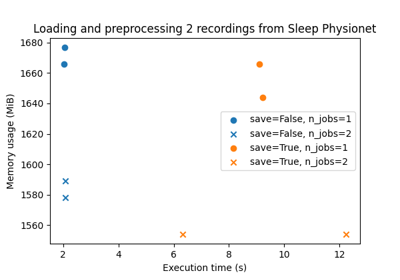 Loading and preprocessing 2 recordings from Sleep Physionet
1680
1660
1640
1620
1600
1580
1560
Memory usage (MiB)
save=False, n_jobs=1
save=False, n_jobs=2
save=True, n_jobs=1
save=True, n_jobs=2
2 4 6 8 10 12
Execution time (s)